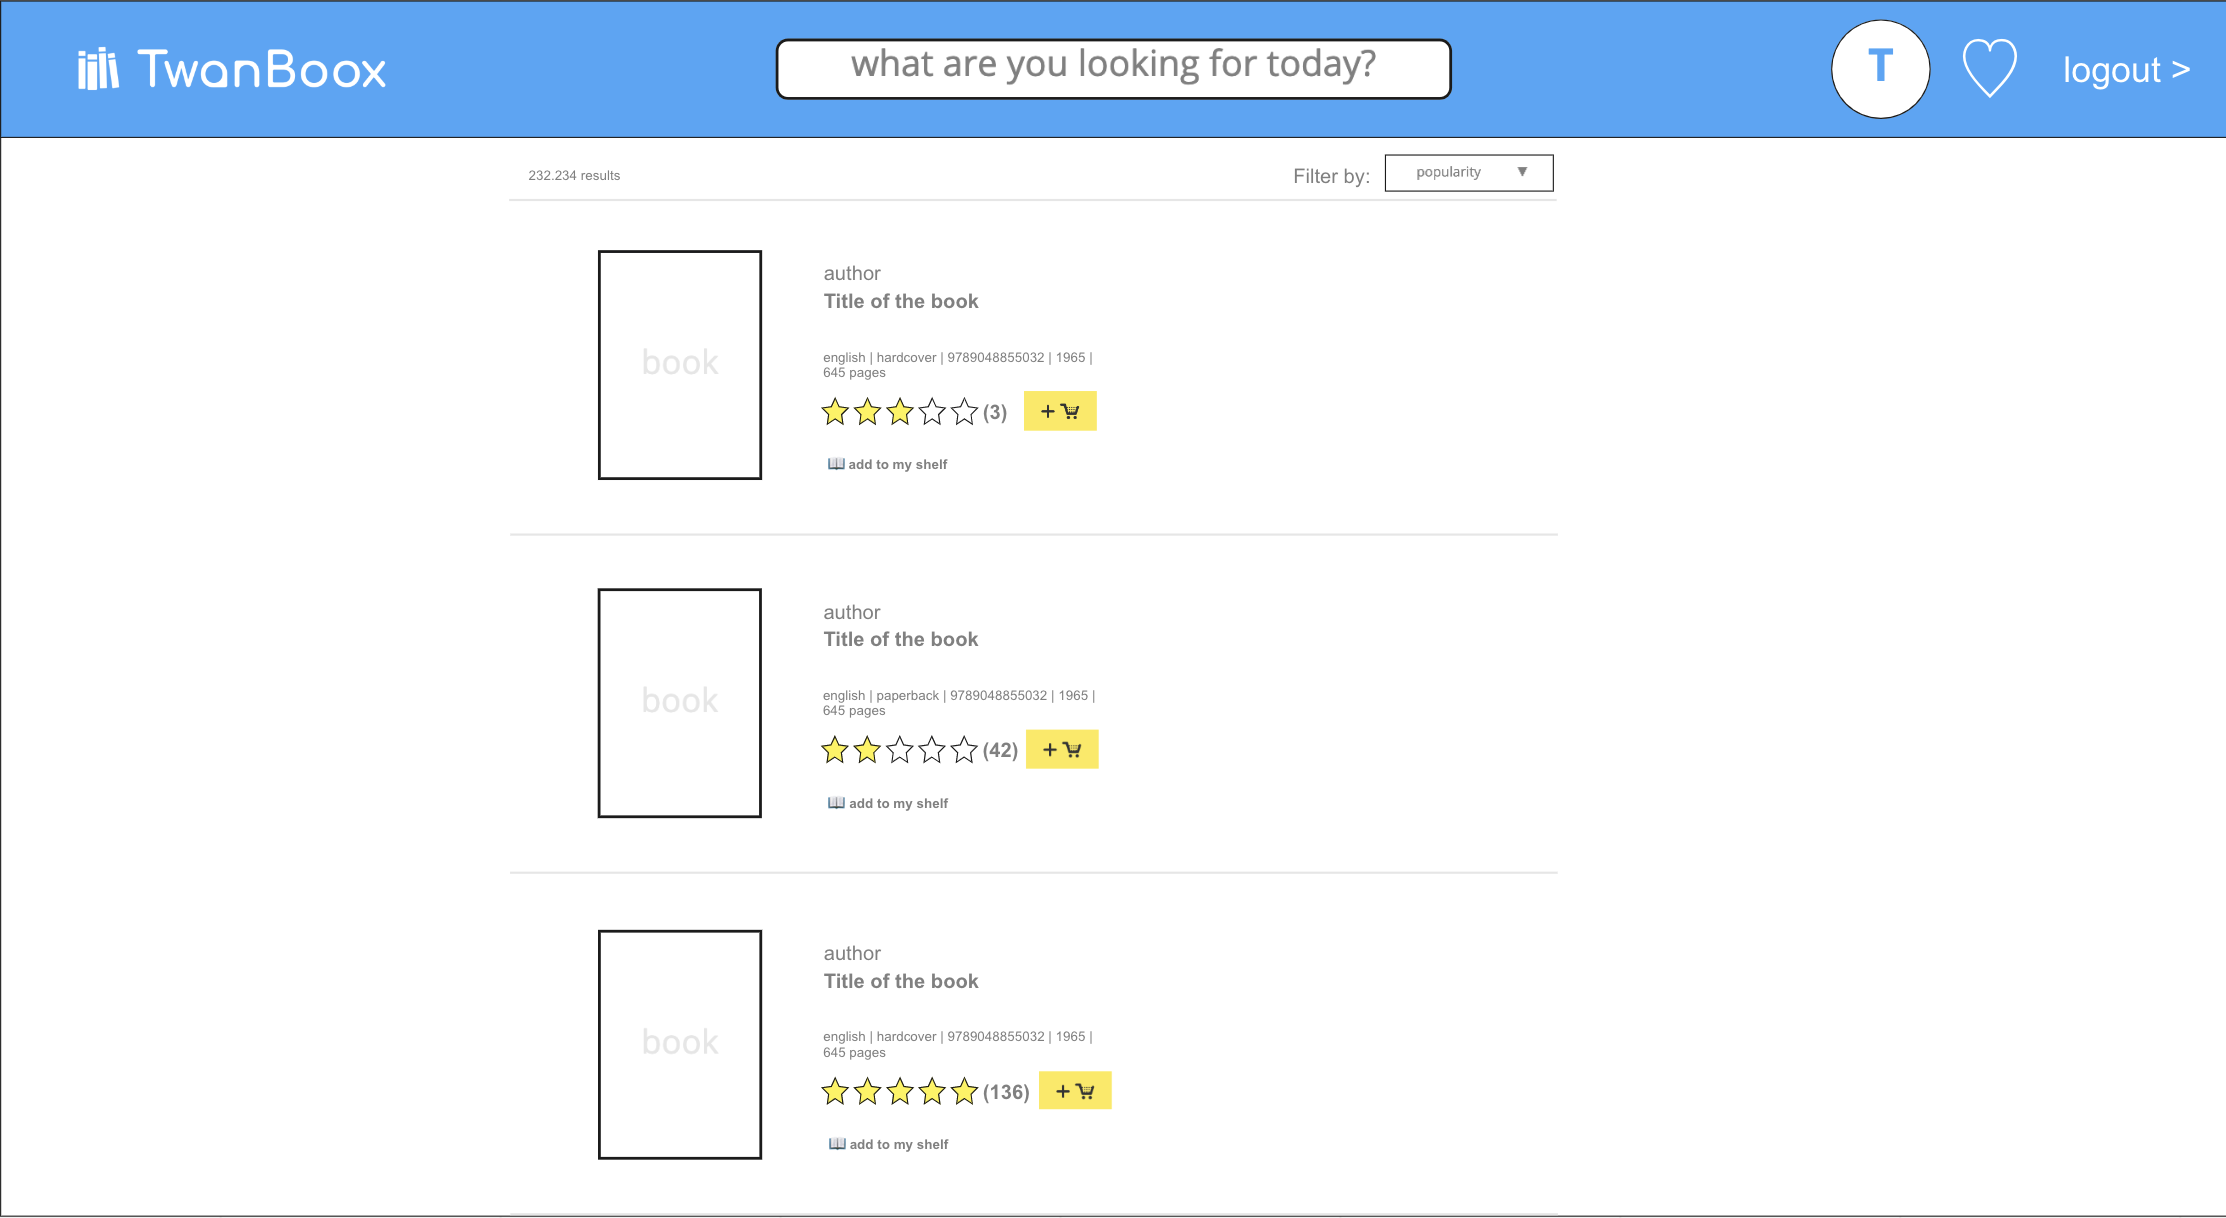 TwanBoox
what are you looking for today?
T
logout >
232.234 results
Filter by:
popularity ▼
book
author
Title of the book
english | hardcover | 9789048855032 | 1965 |
645 pages
(3)
+
add to my shelf
book
author
Title of the book
english | paperback | 9789048855032 | 1965 |
645 pages
(42)
+
add to my shelf
book
author
Title of the book
english | hardcover | 9789048855032 | 1965 |
645 pages
(136)
+
add to my shelf